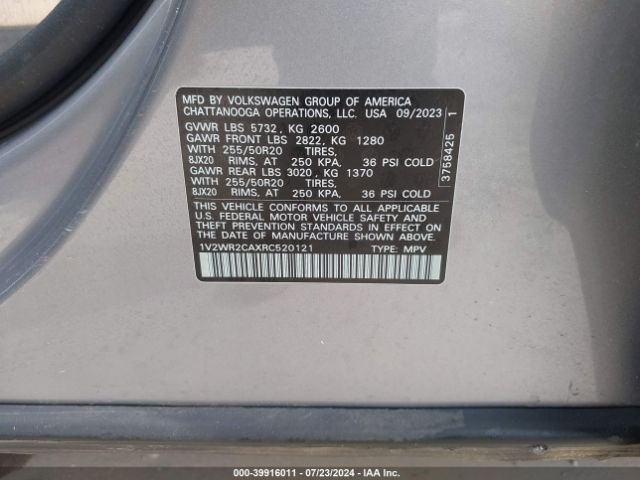 MFD BY VOLKSWAGEN GROUP OF AMERICA
CHATTANOOGA OPERATIONS, LLC. USA 09/2023
GVWR LBS 5732, KG 2600
GAWR FRONT LBS 2822, KG 1280
WITH 255/50R20 TIRES,
8JX20 RIMS, AT 250 KPA, 36 PSI COLD
GAWR REAR LBS 3020, KG 1370
WITH 255/50R20 TIRES,
8JX20 RIMS, AT 250 KPA, 36 PSI COLD
THIS VEHICLE CONFORMS TO ALL APPLICABLE
U.S. FEDERAL MOTOR VEHICLE SAFETY AND
THEFT PREVENTION STANDARDS IN EFFECT ON
THE DATE OF MANUFACTURE SHOWN ABOVE.
1V2WR2CAXRC520121 TYPE: MPV
3758425 1
000-39916011 - 07/23/2024 - IAA Inc.